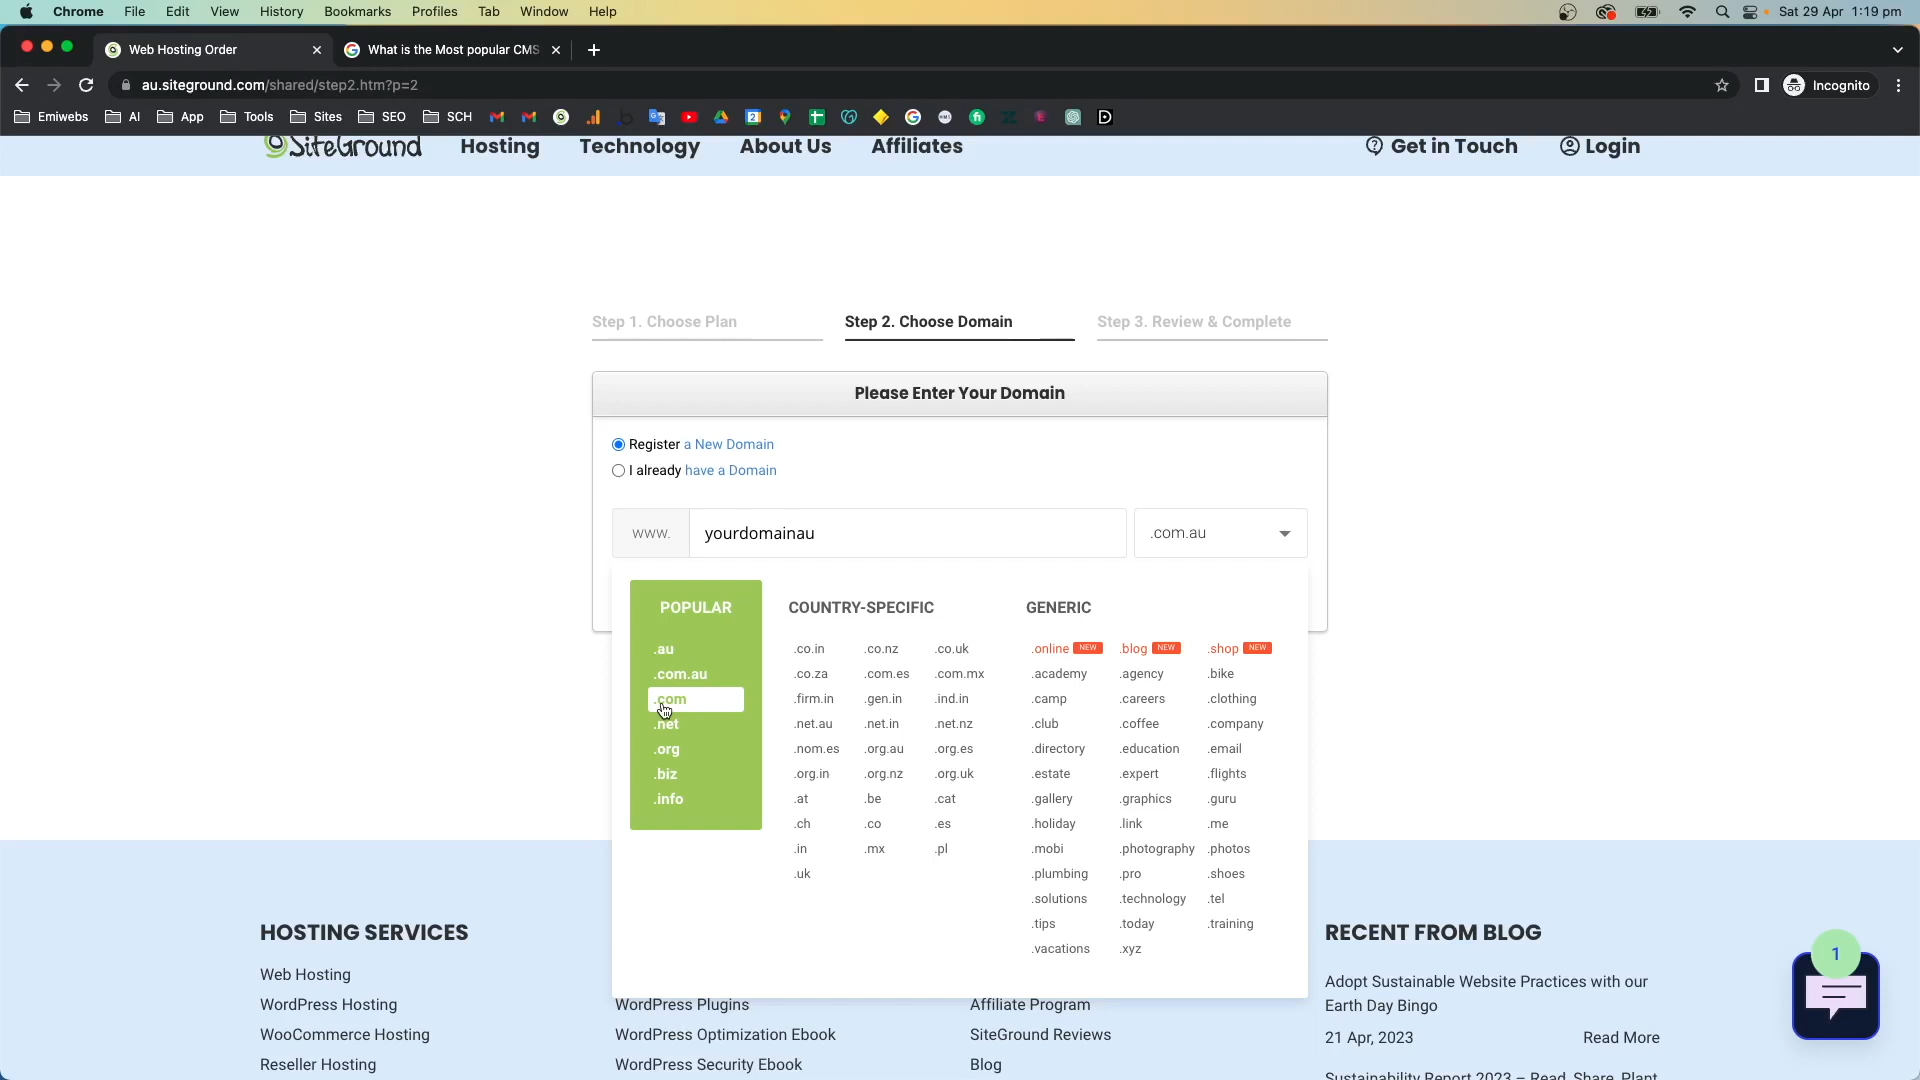 Chrome File Edit View History Bookmarks Profiles Tab Window Help Sat 29 Apr 1:19 pm
Web Hosting Order What is the Most popular CMS
au.siteground.com/shared/step2.htm?p=2 Incognito
Emiwebs AI App Tools Sites SEO SCH
SiteGround Hosting Technology About Us Affiliates Get in Touch Login
Step 1. Choose Plan Step 2. Choose Domain Step 3. Review & Complete
Please Enter Your Domain
Register a New Domain
I already have a Domain
www. yourdomainau .com.au
POPULAR COUNTRY-SPECIFIC GENERIC
.au .co.in .co.nz .co.uk .online NEW .blog NEW .shop NEW
.com.au .co.za .com.es .com.mx .academy .agency .bike
.com .firm.in .gen.in .ind.in .camp .careers .clothing
.net .net.au .net.in .net.nz .club .coffee .company
.org .nom.es .org.au .org.es .directory .education .email
.biz .org.in .org.nz .org.uk .estate .expert .flights
.info .at .be .cat .gallery .graphics .guru
.ch .co .es .holiday .link .me
.in .mx .pl .mobi .photography .photos
.uk .plumbing .pro .shoes
.solutions .technology .tel
.tips .today .training
.vacations .xyz
HOSTING SERVICES RECENT FROM BLOG
1
Web Hosting Adopt Sustainable Website Practices with our
Earth Day Bingo
WordPress Hosting WordPress Plugins Affiliate Program
WooCommerce Hosting WordPress Optimization Ebook SiteGround Reviews 21 Apr, 2023 Read More
Reseller Hosting WordPress Security Ebook Blog
Sustainability Report 2023 – Read, Share, Plant